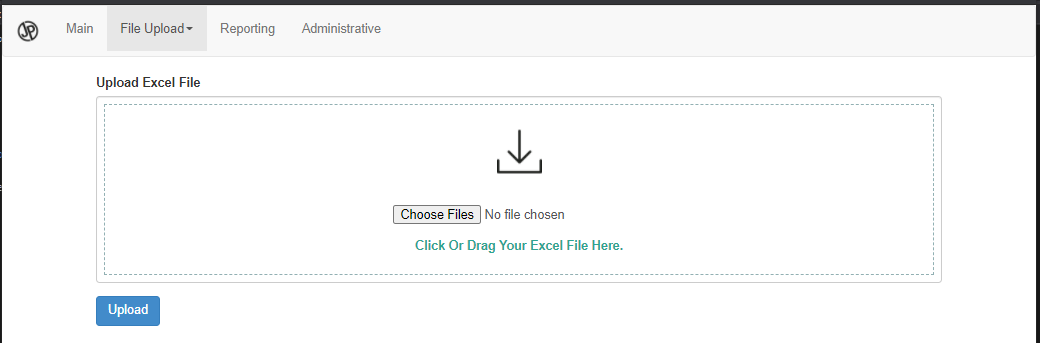 JP Main File Upload Reporting Administrative
Upload Excel File
Choose Files No file chosen
Click Or Drag Your Excel File Here.
Upload